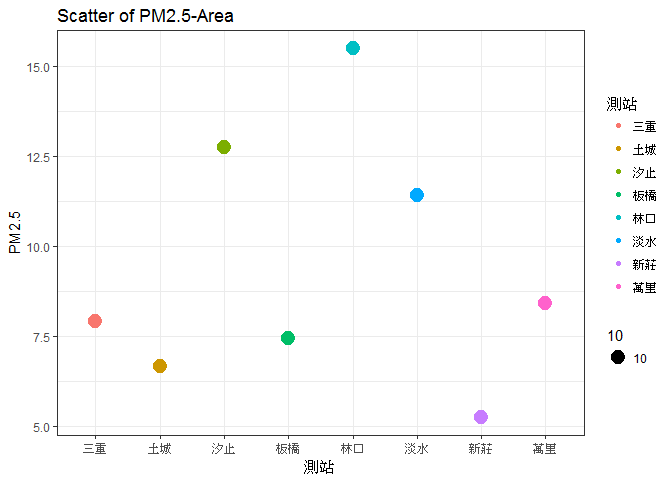 Scatter of PM2.5-Area
PM2.5
15.0
12.5
10.0
7.5
5.0
三重 土城 汐止 板橋 林口 淡水 新莊 萬里
測站
測站
三重
土城
汐止
板橋
林口
淡水
新莊
萬里
10
10